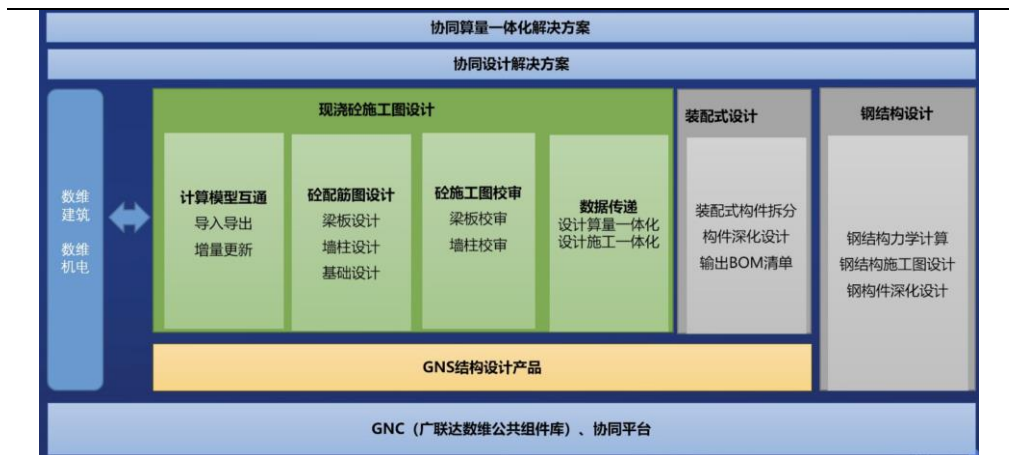 协同算量一体化解决方案
协同设计解决方案
数维
建筑
数维
机电
现浇砼施工图设计
计算模型互通
导入导出
增量更新
砼配筋图设计
梁板设计
墙柱设计
基础设计
砼施工图校审
梁板校审
墙柱校审
数据传递
设计算量一体化
设计施工一体化
装配式设计
装配式构件拆分
构件深化设计
输出BOM清单
钢结构设计
钢结构力学计算
钢结构施工图设计
钢构件深化设计
GNS结构设计产品
GNC（广联达数维公共组件库）、协同平台